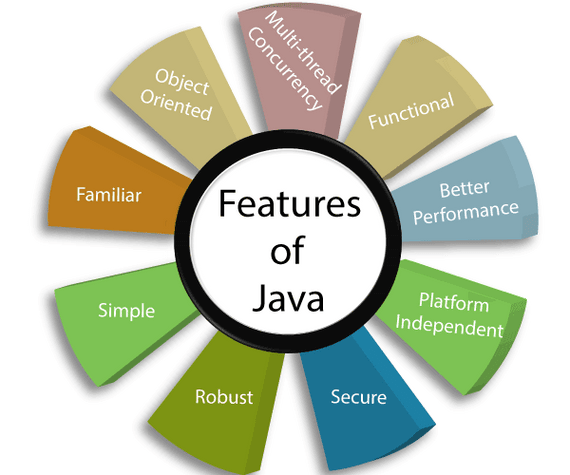 Features
of
Java
Multi-thread
Concurrency
Functional
Better
Performance
Platform
Independent
Secure
Robust
Simple
Familiar
Object
Oriented